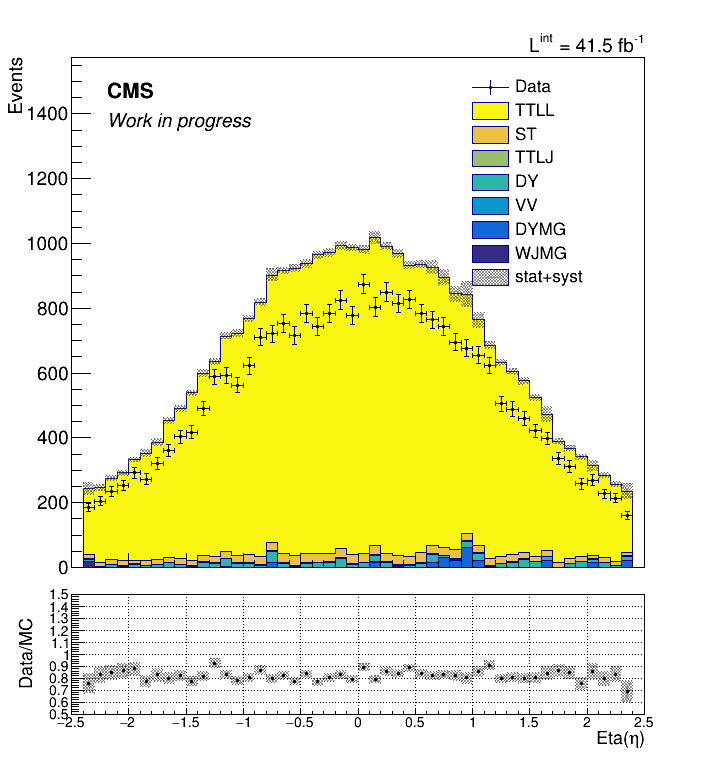 L^int = 41.5 fb^-1
Events
CMS
Work in progress
Data
TTLL
ST
TTLJ
DY
VV
DYMG
WJMG
stat+syst
1400
1200
1000
800
600
400
200
0
Data/MC
1.5
1.4
1.3
1.2
1.1
1
0.9
0.8
0.7
0.6
0.5
−2.5 −2 −1.5 −1 −0.5 0 0.5 1 1.5 2 2.5
Eta(η)